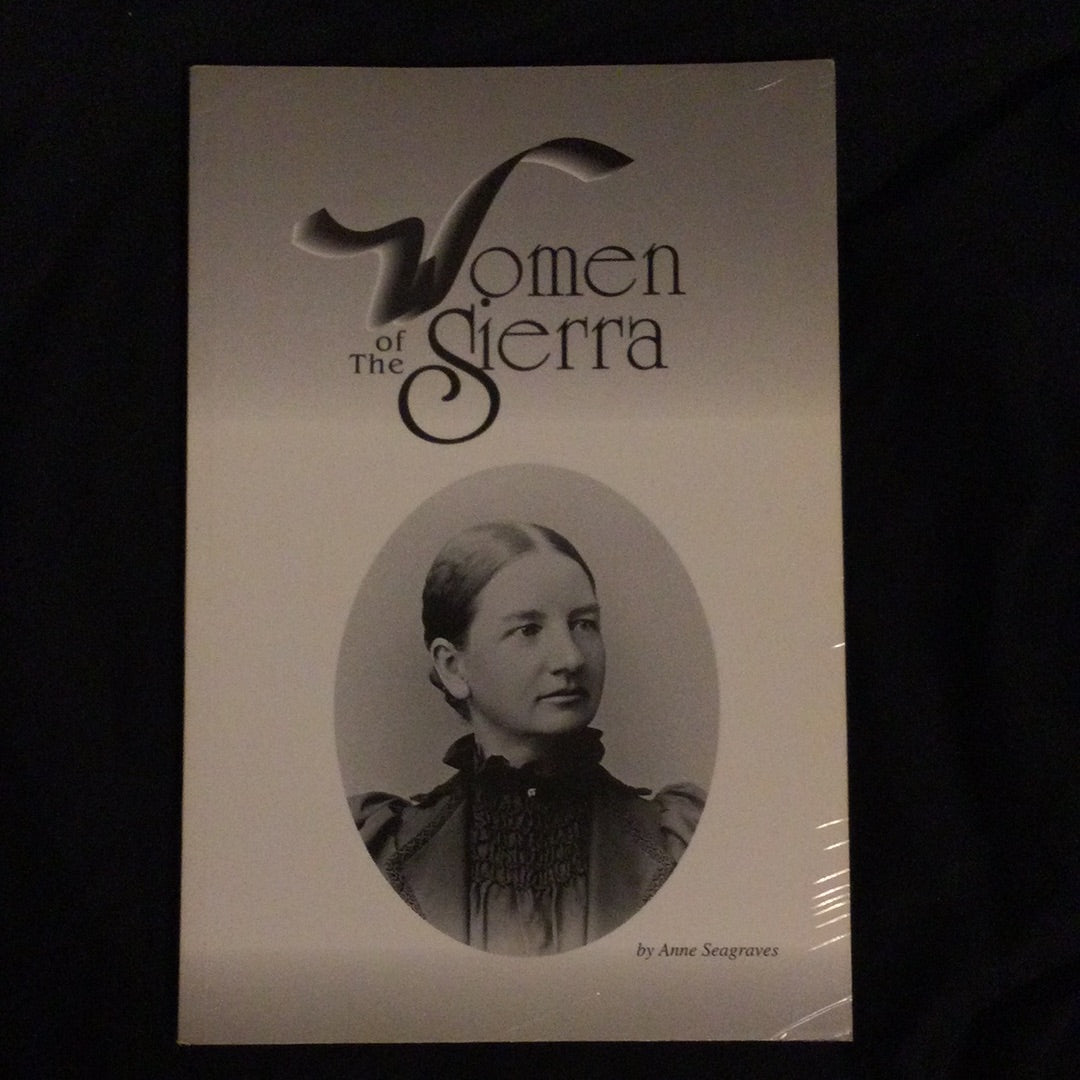 Women
of
The Sierra
by Anne Seagraves